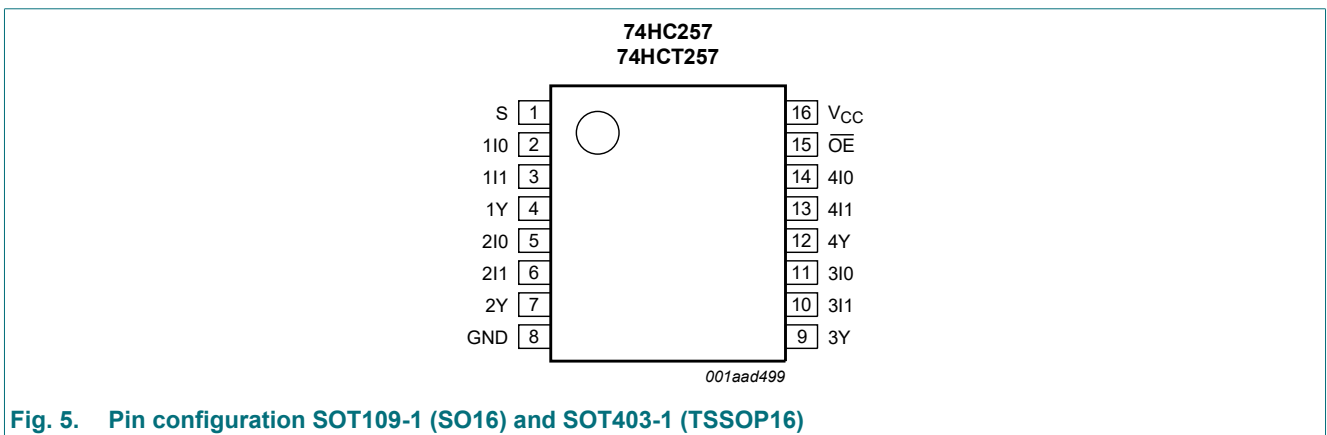 74HC257
74HCT257
S 1
1I0 2
1I1 3
1Y 4
2I0 5
2I1 6
2Y 7
GND 8
16 VCC
15 O̅E̅
14 4I0
13 4I1
12 4Y
11 3I0
10 3I1
9 3Y
001aad499
Fig. 5. Pin configuration SOT109-1 (SO16) and SOT403-1 (TSSOP16)